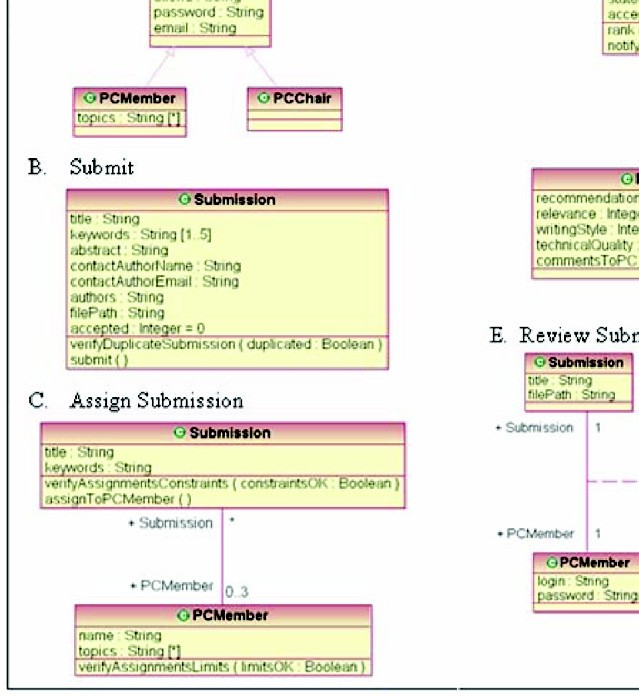 password : String
email : String
PCMember
topics : String [*]
PCChair
B. Submit
Submission
title : String
keywords : String [1..5]
abstract : String
contactAuthorName : String
contactAuthorEmail : String
authors : String
filePath : String
accepted : Integer = 0
verifyDuplicateSubmission ( duplicated : Boolean )
submit ( )
C. Assign Submission
Submission
title : String
keywords : String
verifyAssignmentsConstraints ( constraintsOK : Boolean )
assignToPCMember ( )
+ Submission *
+ PCMember 0..3
PCMember
name : String
topics : String [*]
verifyAssignmentsLimits ( limitsOK : Boolean )
acce
rank
notify
recommendation
relevance : Intege
writingStyle : Inte
technicalQuality :
commentsToPC
E. Review Subm
Submission
title : String
filePath : String
+ Submission 1
+ PCMember 1
PCMember
login : String
password : String